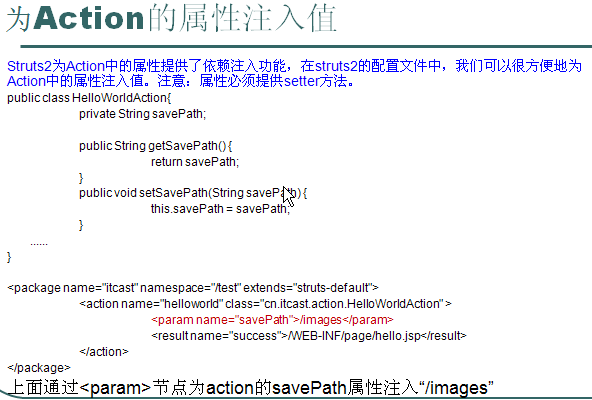 为Action的属性注入值
Struts2为Action中的属性提供了依赖注入功能，在struts2的配置文件中，我们可以很方便地为
Action中的属性注入值。注意：属性必须提供setter方法。
public class HelloWorldAction{
private String savePath;
public String getSavePath() {
return savePath;
}
public void setSavePath(String savePath) {
this.savePath = savePath;
}
......
}
<package name="itcast" namespace="/test" extends="struts-default">
<action name="helloworld" class="cn.itcast.action.HelloWorldAction" >
<param name="savePath">/images</param>
<result name="success">/WEB-INF/page/hello.jsp</result>
</action>
</package>
上面通过<param>节点为action的savePath属性注入“/images”